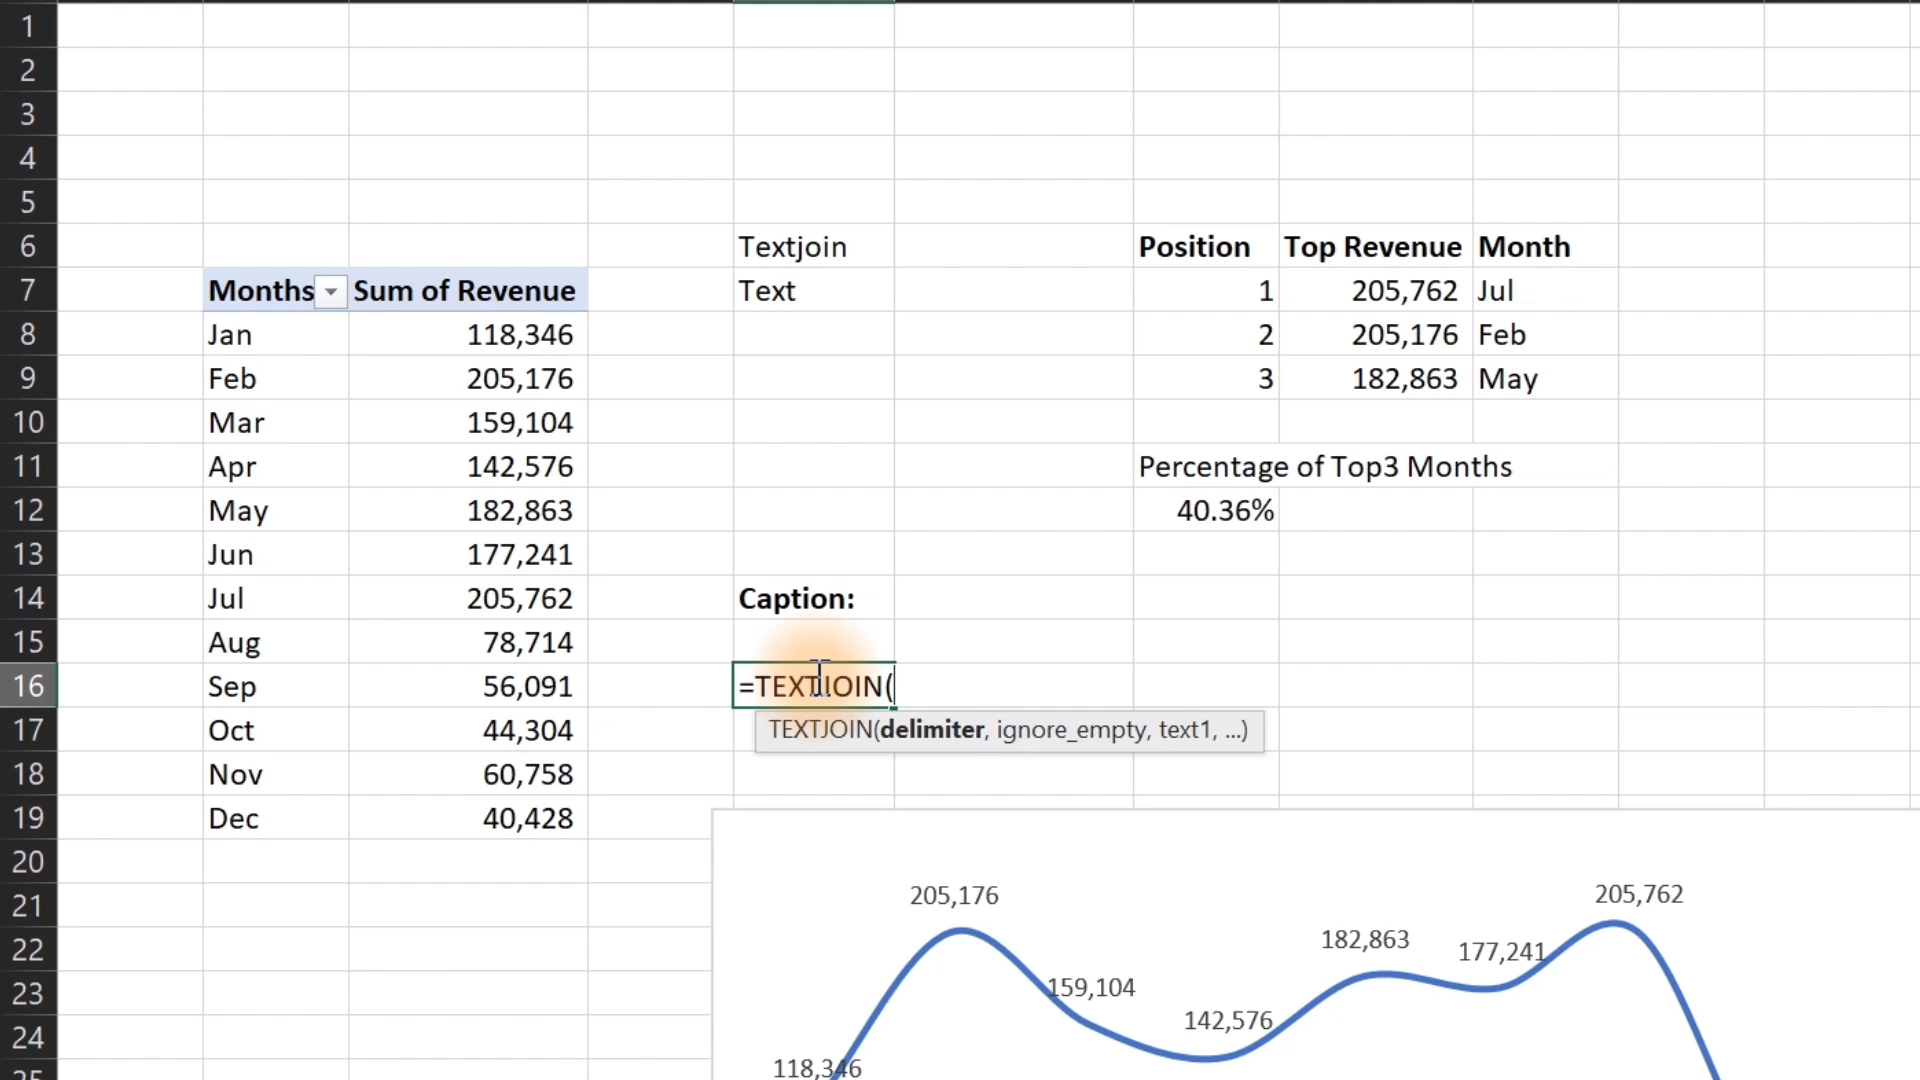 1
2
3
4
5
6 Textjoin Position Top Revenue Month
7 Months Sum of Revenue Text 1 205,762 Jul
8 Jan 118,346 2 205,176 Feb
9 Feb 205,176 3 182,863 May
10 Mar 159,104
11 Apr 142,576 Percentage of Top3 Months
12 May 182,863 40.36%
13 Jun 177,241
14 Jul 205,762 Caption:
15 Aug 78,714
16 Sep 56,091 =TEXTJOIN(
17 Oct 44,304 TEXTJOIN(delimiter, ignore_empty, text1, ...)
18 Nov 60,758
19 Dec 40,428
20
21 205,176 205,762
22 182,863 177,241
23 159,104
24 142,576
25 118,346